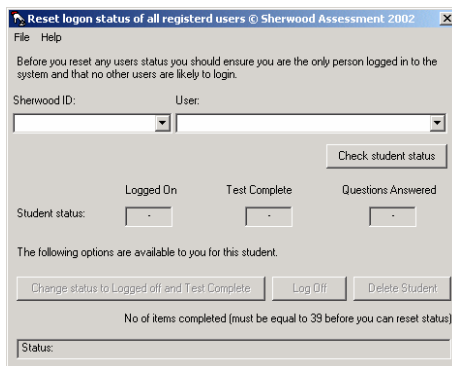 Reset logon status of all registerd users © Sherwood Assessment 2002
File Help
Before you reset any users status you should ensure you are the only person logged in to the
system and that no other users are likely to login.
Sherwood ID: User:
Check student status
Logged On Test Complete Questions Answered
Student status: - - -
The following options are available to you for this student.
Change status to Logged off and Test Complete Log Off Delete Student
No of items completed (must be equal to 39 before you can reset status)
Status: